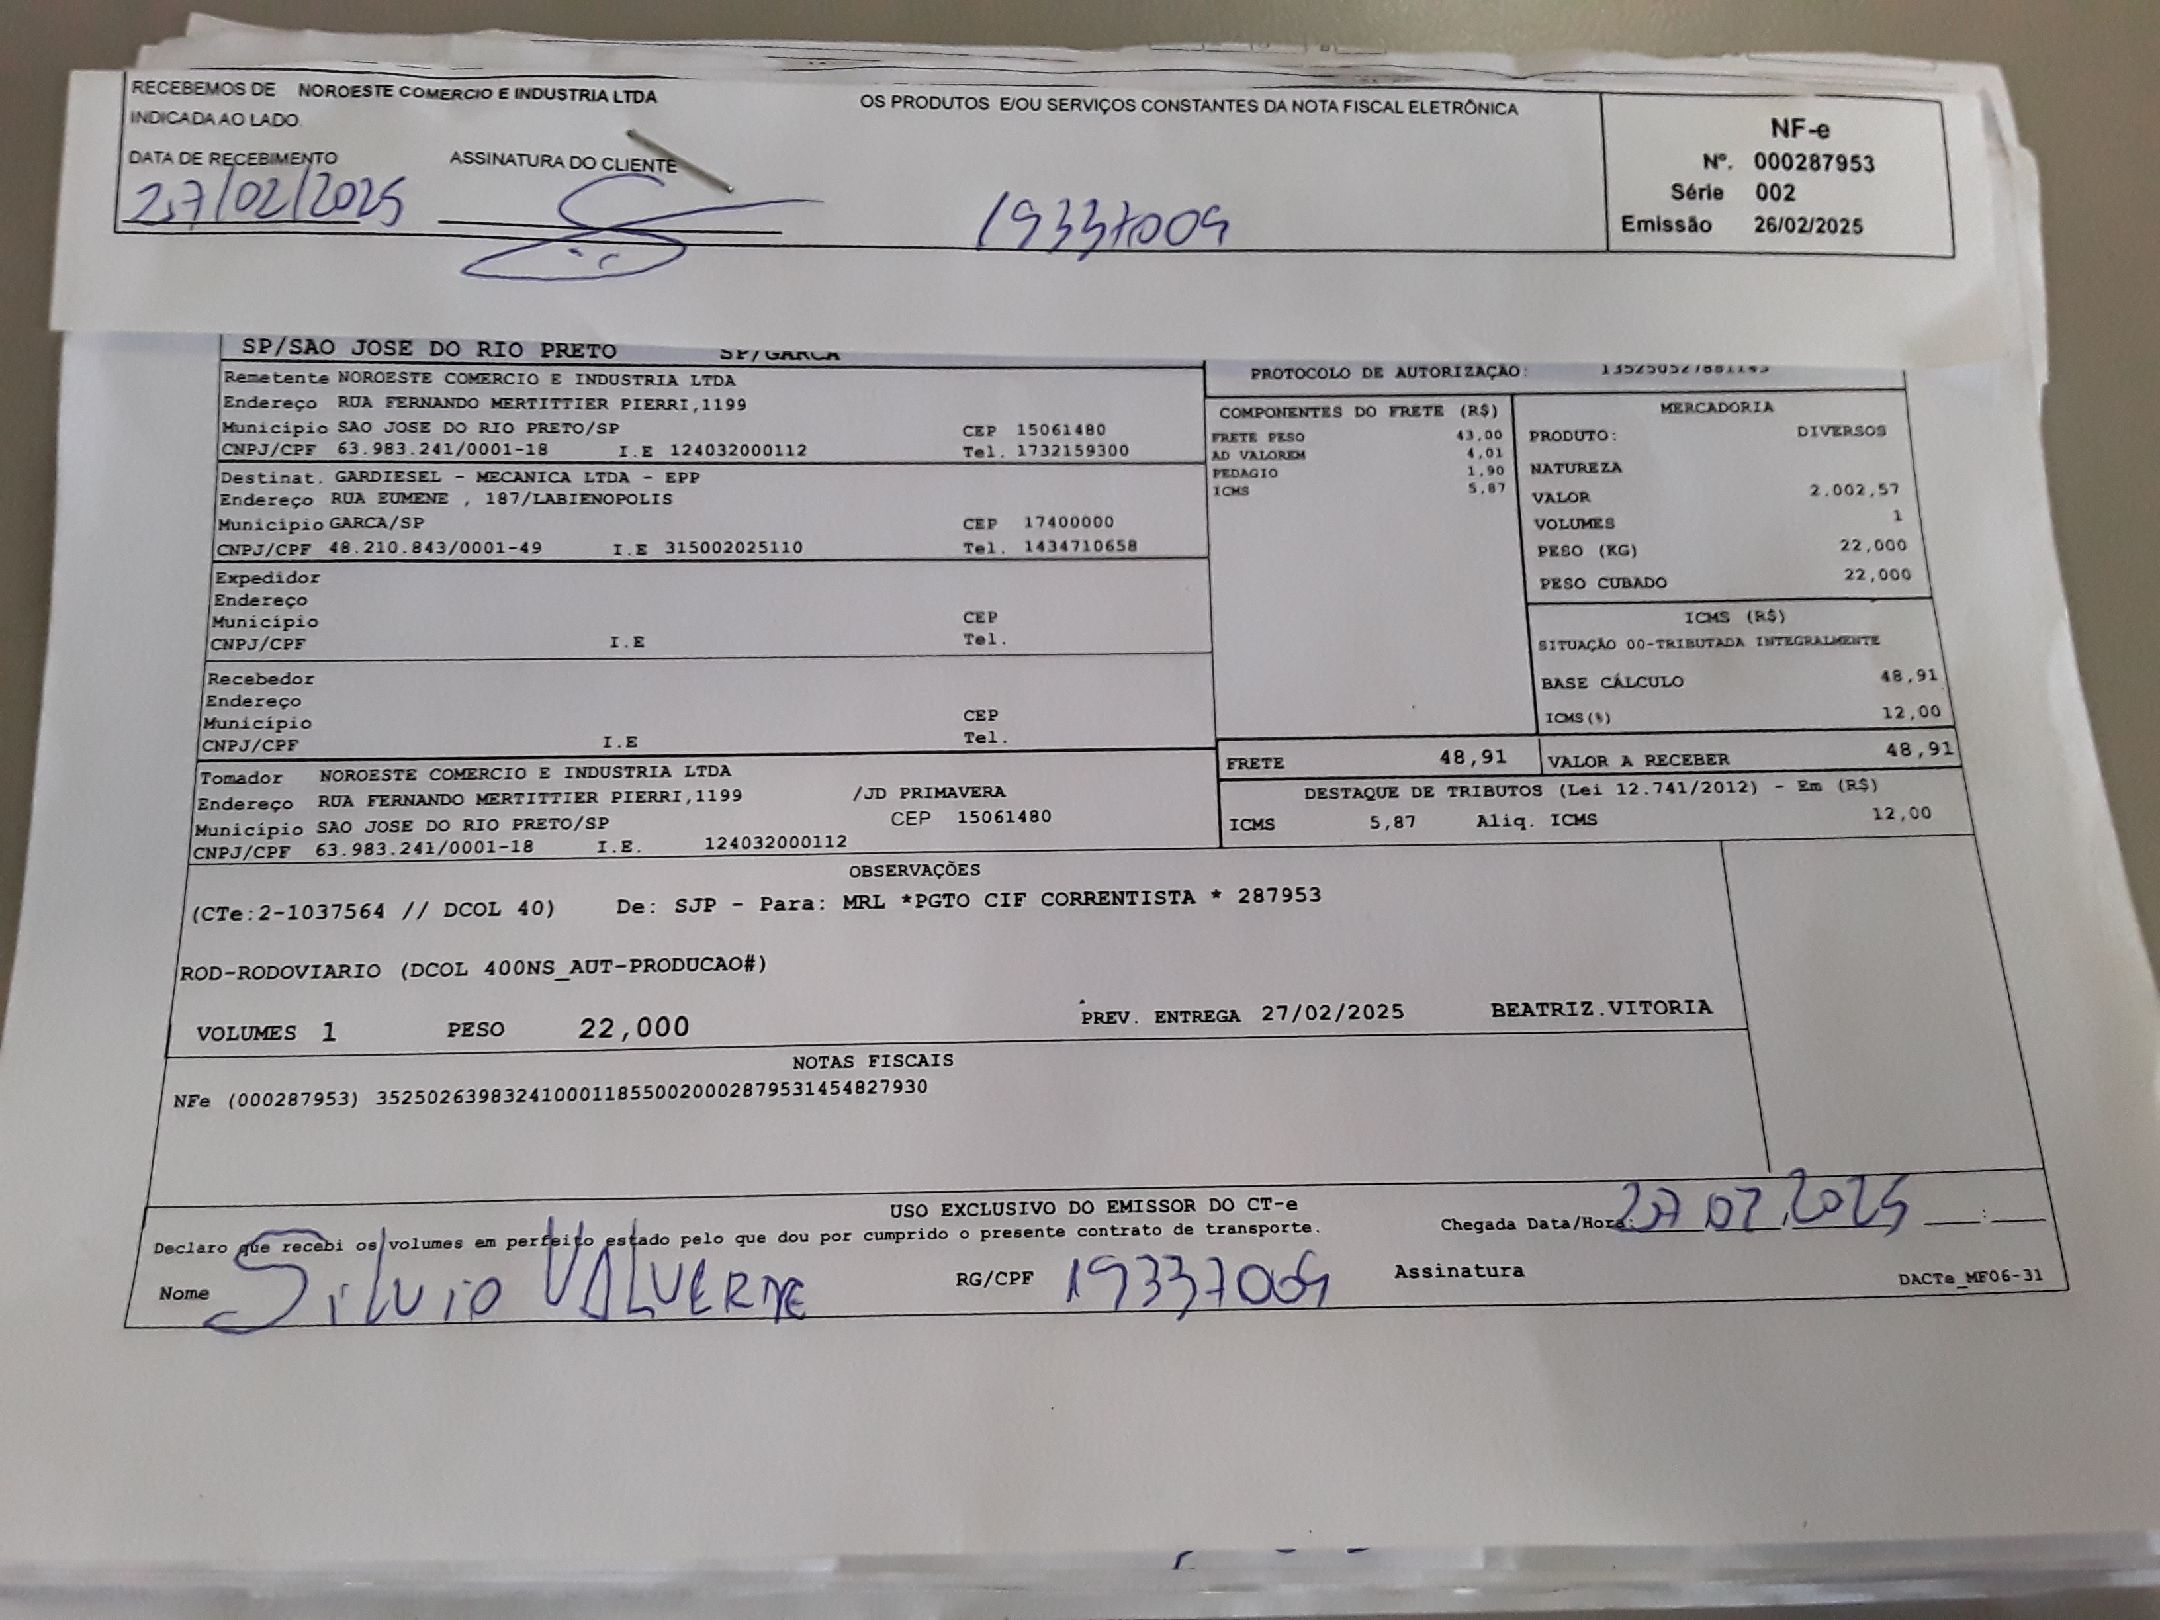 RECEBEMOS DE NOROESTE COMERCIO E INDUSTRIA LTDA OS PRODUTOS E/OU SERVIÇOS CONSTANTES DA NOTA FISCAL ELETRÔNICA
INDICADA AO LADO
DATA DE RECEBIMENTO ASSINATURA DO CLIENTE
27/02/2025 19337009
NF-e
Nº. 000287953
Série 002
Emissão 26/02/2025
SP/SAO JOSE DO RIO PRETO SP/GARCA
Remetente NOROESTE COMERCIO E INDUSTRIA LTDA
Endereço RUA FERNANDO MERTITTIER PIERRI,1199
Município SAO JOSE DO RIO PRETO/SP CEP 15061480
CNPJ/CPF 63.983.241/0001-18 I.E 124032000112 Tel. 1732159300
Destinat. GARDIESEL - MECANICA LTDA - EPP
Endereço RUA EUMENE , 187/LABIENOPOLIS
Município GARCA/SP CEP 17400000
CNPJ/CPF 48.210.843/0001-49 I.E 315002025110 Tel. 1434710658
Expedidor
Endereço
Município CEP
CNPJ/CPF I.E Tel.
Recebedor
Endereço
Município CEP
CNPJ/CPF I.E Tel.
Tomador NOROESTE COMERCIO E INDUSTRIA LTDA
Endereço RUA FERNANDO MERTITTIER PIERRI,1199 /JD PRIMAVERA
Município SAO JOSE DO RIO PRETO/SP CEP 15061480
CNPJ/CPF 63.983.241/0001-18 I.E. 124032000112
PROTOCOLO DE AUTORIZAÇÃO:
COMPONENTES DO FRETE (R$)
FRETE PESO 43,00
AD VALOREM 4,01
PEDAGIO 1,90
ICMS 5,87
MERCADORIA
PRODUTO: DIVERSOS
NATUREZA
VALOR 2.002,57
VOLUMES 1
PESO (KG) 22,000
PESO CUBADO 22,000
ICMS (R$)
SITUAÇÃO 00-TRIBUTADA INTEGRALMENTE
BASE CÁLCULO 48,91
ICMS(%) 12,00
FRETE 48,91 VALOR A RECEBER 48,91
DESTAQUE DE TRIBUTOS (Lei 12.741/2012) - Em (R$)
ICMS 5,87 Aliq. ICMS 12,00
OBSERVAÇÕES
(CTe:2-1037564 // DCOL 40) De: SJP - Para: MRL *PGTO CIF CORRENTISTA * 287953
ROD-RODOVIARIO (DCOL 400NS_AUT-PRODUCAO#)
VOLUMES 1 PESO 22,000 PREV. ENTREGA 27/02/2025 BEATRIZ.VITORIA
NOTAS FISCAIS
NFe (000287953) 35250263983241000118550020002879531454827930
USO EXCLUSIVO DO EMISSOR DO CT-e
Declaro que recebi os volumes em perfeito estado pelo que dou por cumprido o presente contrato de transporte. Chegada Data/Hora: 27 02 2025 __:__
Nome Silvio VALVERDE RG/CPF 19337009 Assinatura DACTe_MF06-31